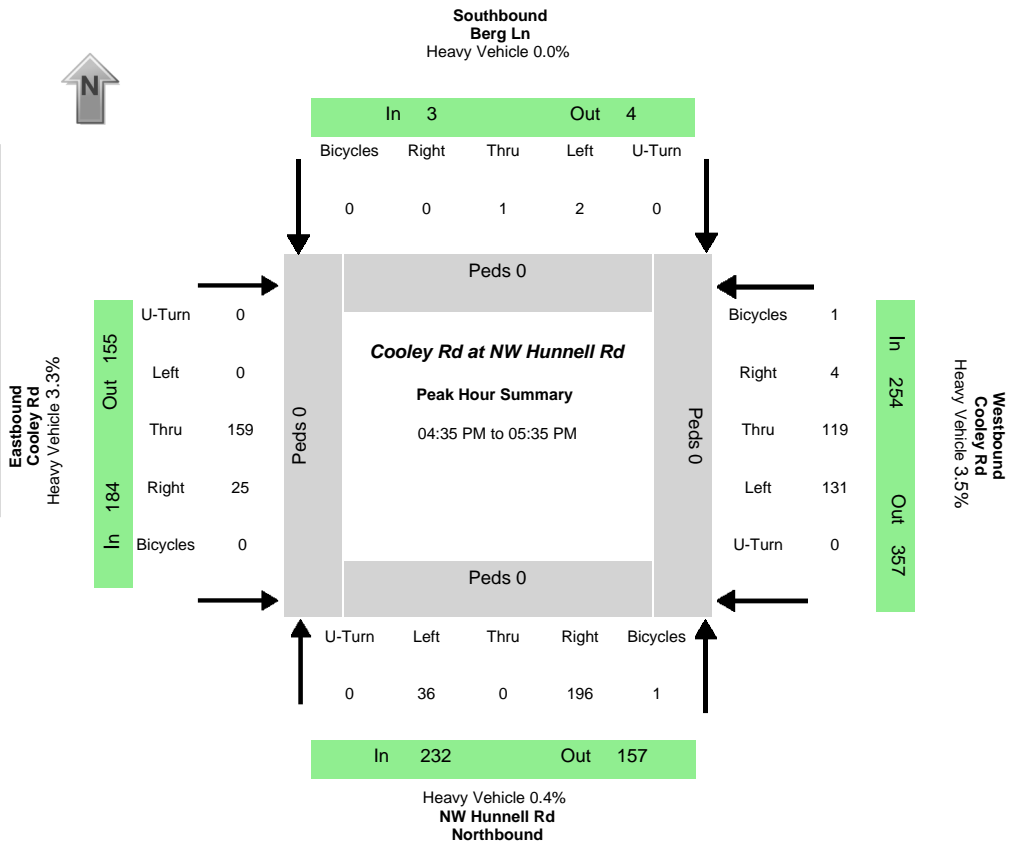 Southbound
Berg Ln
Heavy Vehicle 0.0%
N
In 3 Out 4
Bicycles Right Thru Left U-Turn
0 0 1 2 0
Peds 0
Eastbound
Cooley Rd
Heavy Vehicle 3.3%
In 184 Out 155
U-Turn 0
Left 0
Thru 159
Right 25
Bicycles 0
Peds 0
Cooley Rd at NW Hunnell Rd
Peak Hour Summary
04:35 PM to 05:35 PM
Peds 0
Bicycles 1
Right 4
Thru 119
Left 131
U-Turn 0
In 254 Out 357
Westbound
Cooley Rd
Heavy Vehicle 3.5%
Peds 0
U-Turn Left Thru Right Bicycles
0 36 0 196 1
In 232 Out 157
Heavy Vehicle 0.4%
NW Hunnell Rd
Northbound